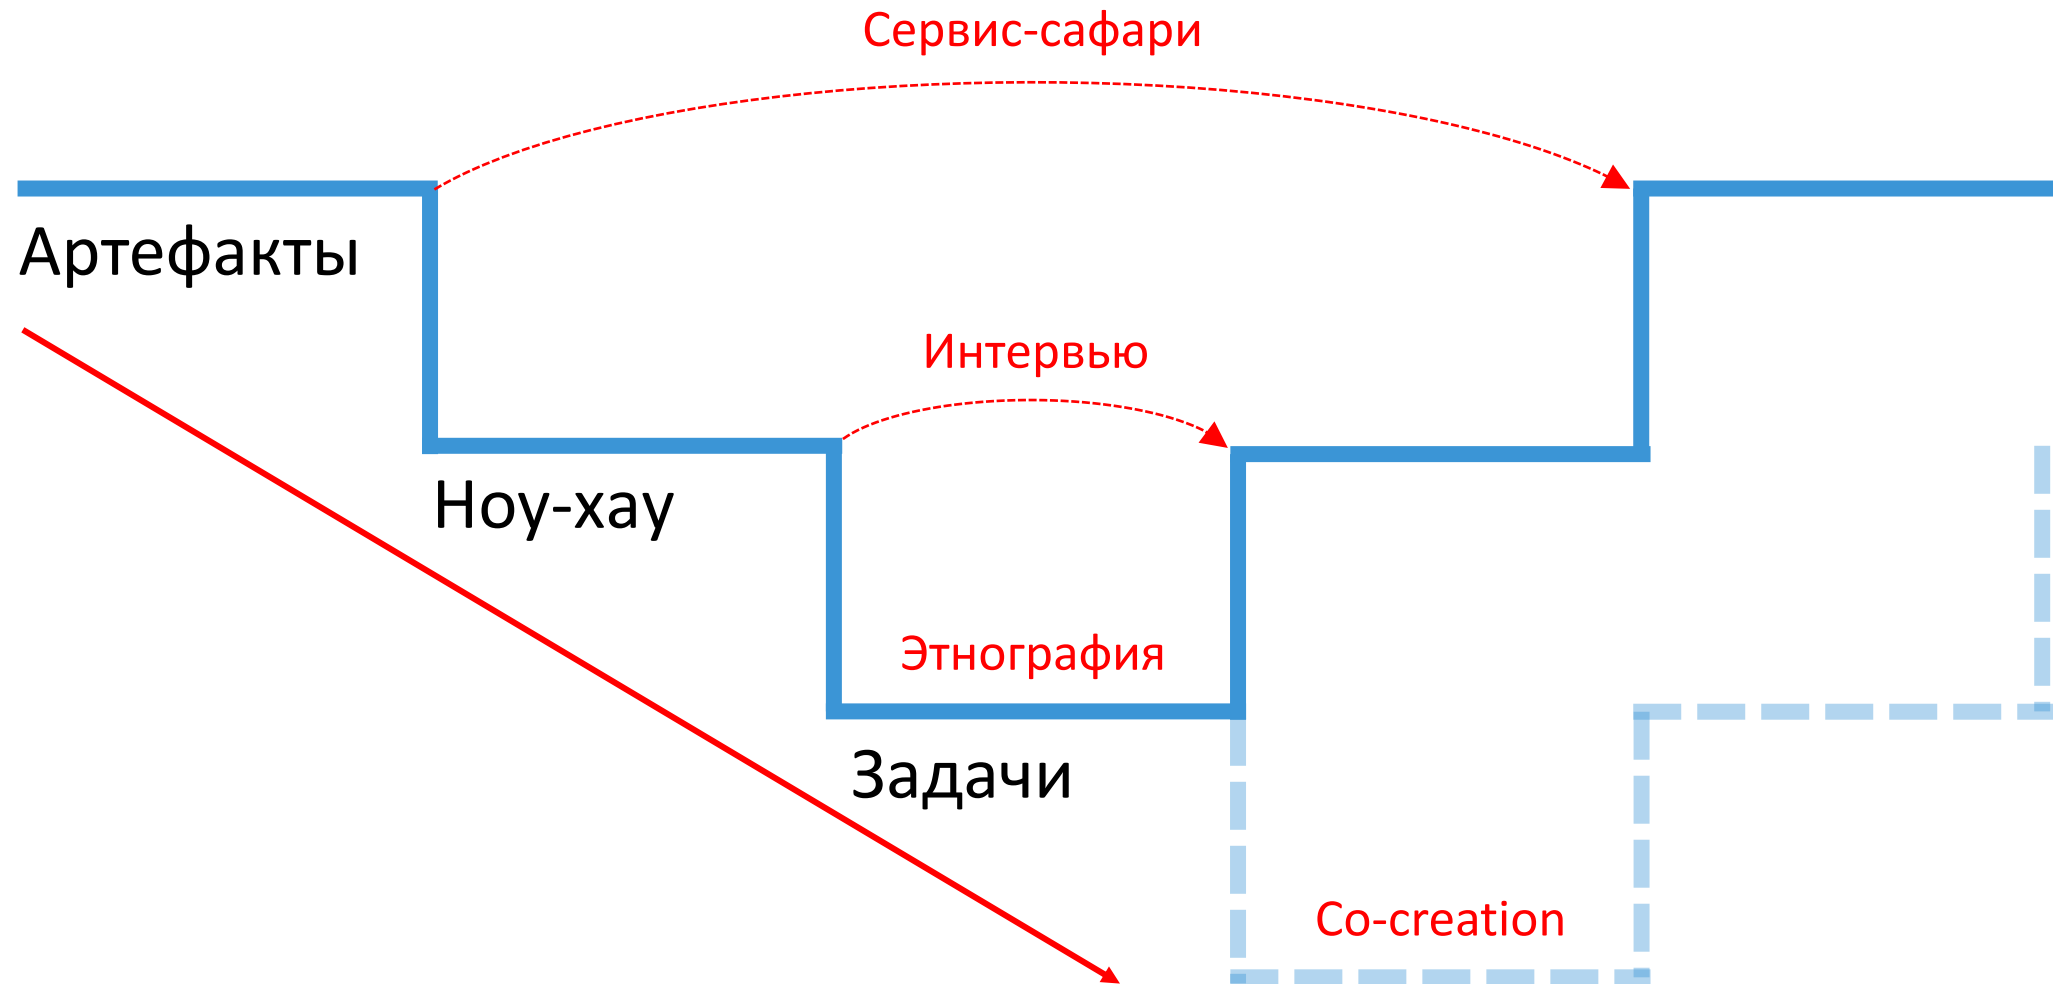 Сервис-сафари
Артефакты
Интервью
Ноу-хау
Этнография
Задачи
Co-creation